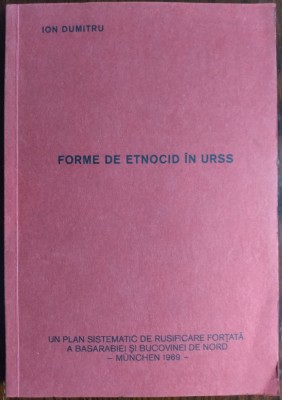 ION DUMITRU
FORME DE ETNOCID ÎN URSS
UN PLAN SISTEMATIC DE RUSIFICARE FORȚATĂ
A BASARABIEI ȘI BUCOVINEI DE NORD
– MÜNCHEN 1969 –